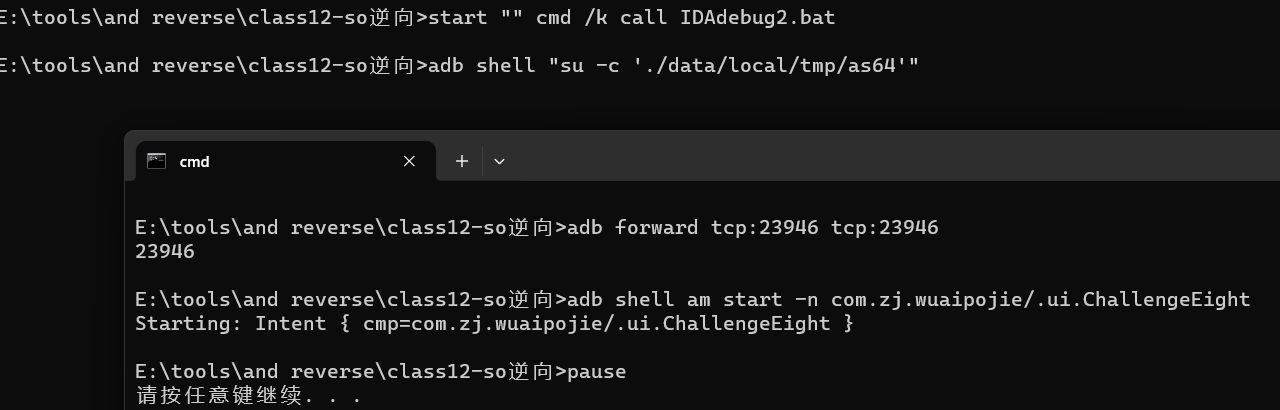 E:\tools\and reverse\class12-so逆向>start "" cmd /k call IDAdebug2.bat
E:\tools\and reverse\class12-so逆向>adb shell "su -c './data/local/tmp/as64'"
cmd
E:\tools\and reverse\class12-so逆向>adb forward tcp:23946 tcp:23946
23946
E:\tools\and reverse\class12-so逆向>adb shell am start -n com.zj.wuaipojie/.ui.ChallengeEight
Starting: Intent { cmp=com.zj.wuaipojie/.ui.ChallengeEight }
E:\tools\and reverse\class12-so逆向>pause
请按任意键继续. . .